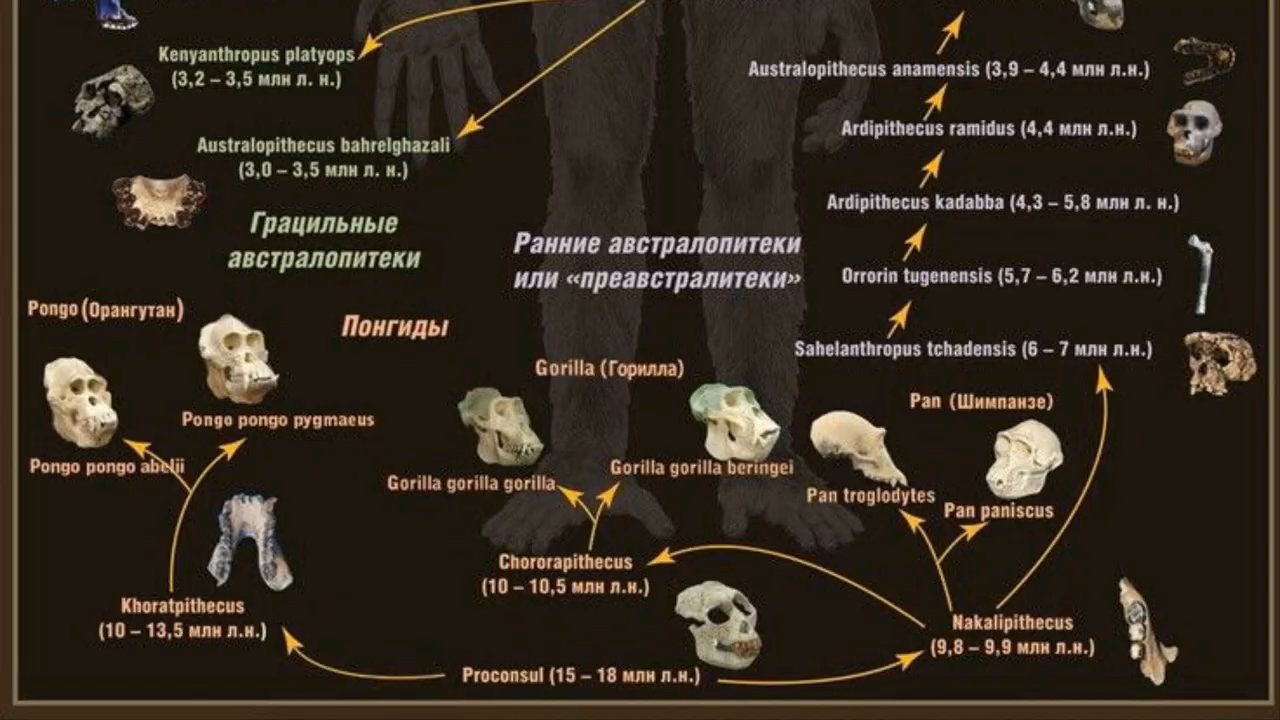 Kenyanthropus platyops
(3,2 – 3,5 млн л. н.)
Australopithecus bahrelghazali
(3,0 – 3,5 млн л. н.)
Грацильные
австралопитеки
Australopithecus anamensis (3,9 – 4,4 млн л.н.)
Ardipithecus ramidus (4,4 млн л.н.)
Ardipithecus kadabba (4,3 – 5,8 млн л. н.)
Ранние австралопитеки
или «преавстралитеки»
Orrorin tugenensis (5,7 – 6,2 млн л.н.)
Sahelanthropus tchadensis (6 – 7 млн л.н.)
Pongo (Орангутан)
Понгиды
Pongo pongo pygmaeus
Pongo pongo abelii
Gorilla (Горилла)
Gorilla gorilla gorilla
Gorilla gorilla beringei
Pan (Шимпанзе)
Pan troglodytes
Pan paniscus
Chororapithecus
(10 – 10,5 млн л.н.)
Khoratpithecus
(10 – 13,5 млн л.н.)
Nakalipithecus
(9,8 – 9,9 млн л.н.)
Proconsul (15 – 18 млн л.н.)